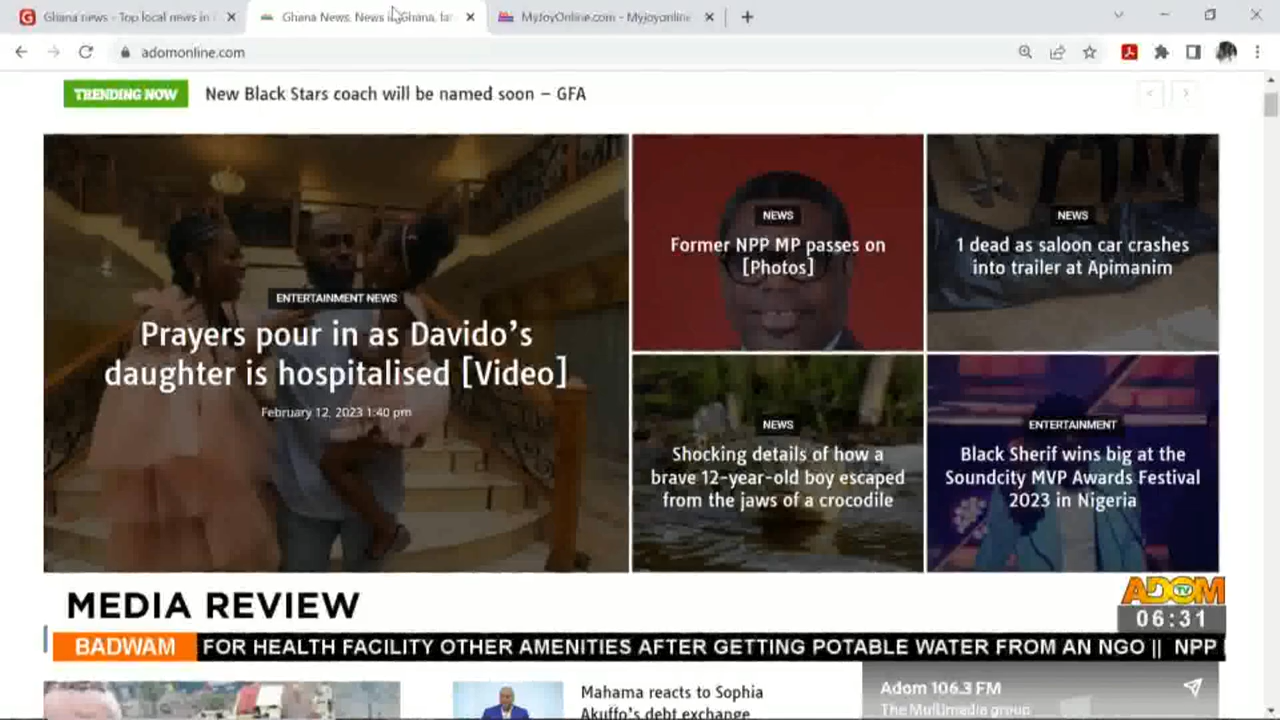 Ghana news - Top local news in
Ghana News, News in Ghana, la
MyJoyOnline.com - Myjoyonline
adomonline.com
TRENDING NOW
New Black Stars coach will be named soon – GFA
ENTERTAINMENT NEWS
Prayers pour in as Davido’s
daughter is hospitalised [Video]
February 12, 2023 1:40 pm
NEWS
Former NPP MP passes on
[Photos]
NEWS
1 dead as saloon car crashes
into trailer at Apimanim
NEWS
Shocking details of how a
brave 12-year-old boy escaped
from the jaws of a crocodile
ENTERTAINMENT
Black Sherif wins big at the
Soundcity MVP Awards Festival
2023 in Nigeria
MEDIA REVIEW
ADOM
TV
06:31
BADWAM
FOR HEALTH FACILITY OTHER AMENITIES AFTER GETTING POTABLE WATER FROM AN NGO || NPP
Mahama reacts to Sophia
Akuffo’s debt exchange
Adom 106.3 FM
The Multimedia group